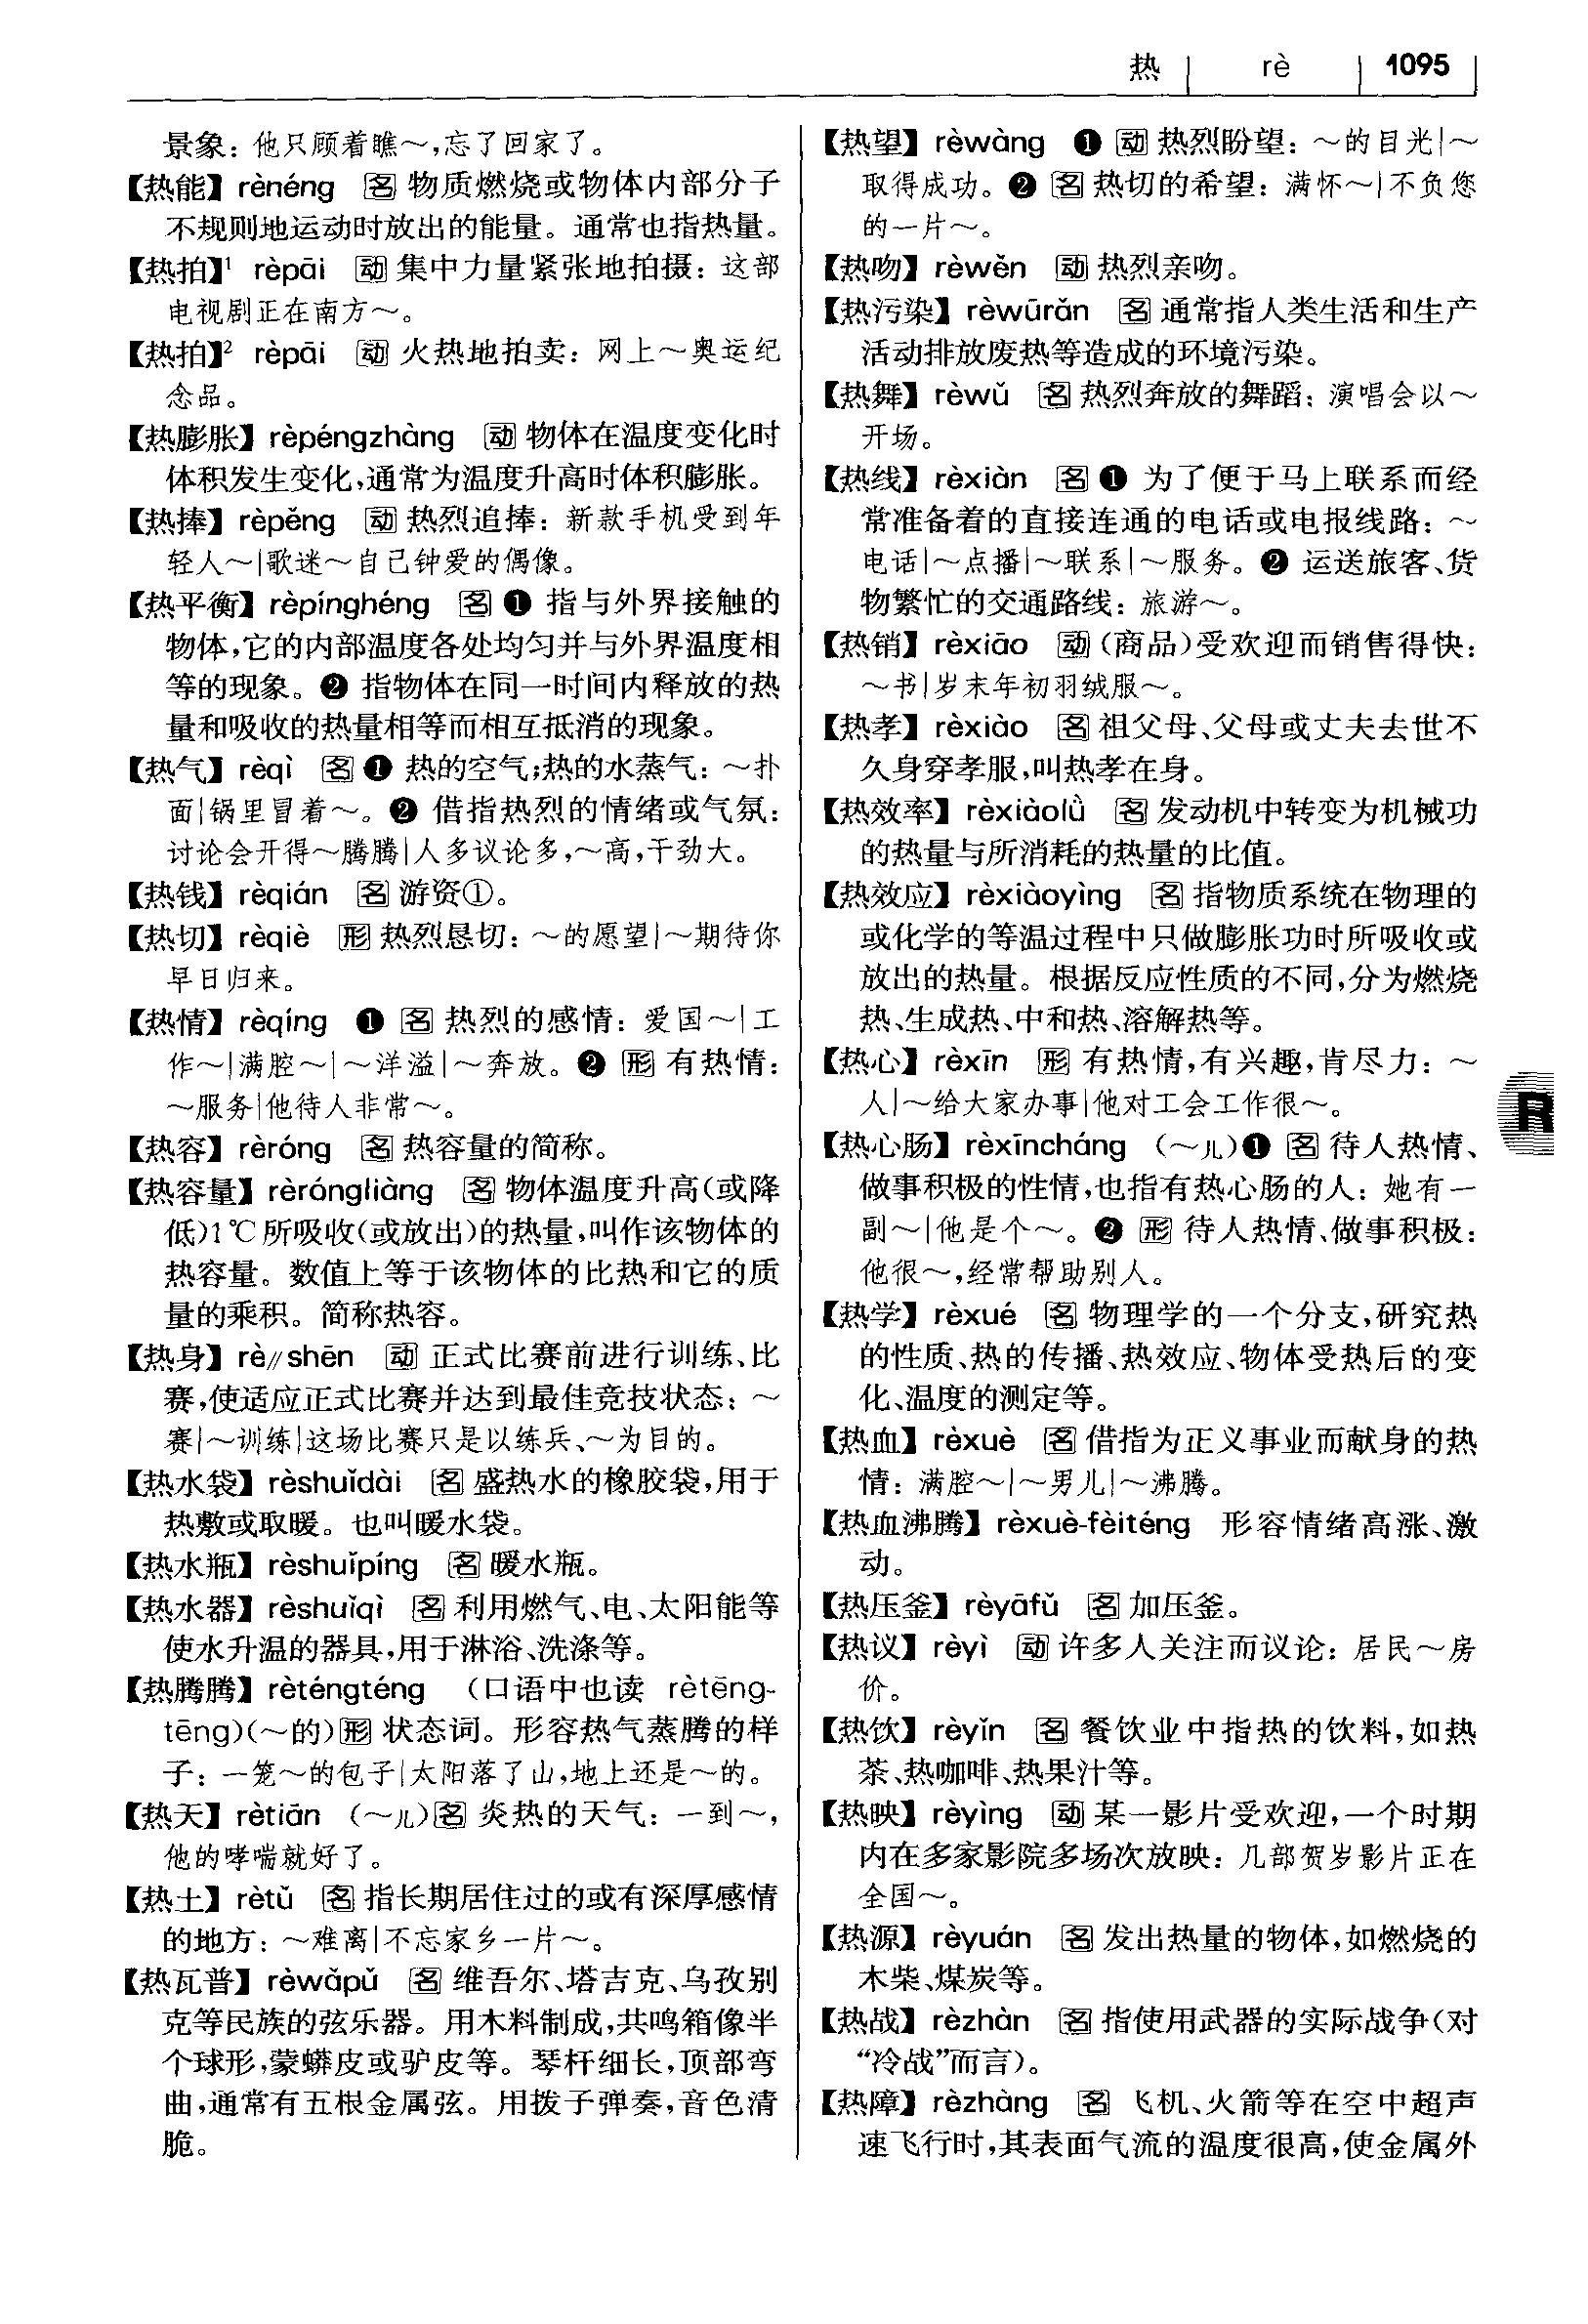 热 rè 1095
景象：他只顾着瞧～，忘了回家了。
【热能】rènéng 名 物质燃烧或物体内部分子
不规则地运动时放出的能量。通常也指热量。
【热拍】¹ rèpāi 动 集中力量紧张地拍摄：这部
电视剧正在南方～。
【热拍】² rèpāi 动 火热地拍卖：网上～奥运纪
念品。
【热膨胀】rèpéngzhàng 动 物体在温度变化时
体积发生变化，通常为温度升高时体积膨胀。
【热捧】rèpěng 动 热烈追捧：新款手机受到年
轻人～|歌迷～自己钟爱的偶像。
【热平衡】rèpínghéng 名 ❶ 指与外界接触的
物体，它的内部温度各处均匀并与外界温度相
等的现象。❷ 指物体在同一时间内释放的热
量和吸收的热量相等而相互抵消的现象。
【热气】rèqì 名 ❶ 热的空气；热的水蒸气：～扑
面|锅里冒着～。❷ 借指热烈的情绪或气氛：
讨论会开得～腾腾|人多议论多，～高，干劲大。
【热钱】rèqián 名 游资①。
【热切】rèqiè 形 热烈恳切：～的愿望|～期待你
早日归来。
【热情】rèqíng ❶ 名 热烈的感情：爱国～|工
作～|满腔～|～洋溢|～奔放。❷ 形 有热情：
～服务|他待人非常～。
【热容】rèróng 名 热容量的简称。
【热容量】rèróngliàng 名 物体温度升高（或降
低）1℃所吸收（或放出）的热量，叫作该物体的
热容量。数值上等于该物体的比热和它的质
量的乘积。简称热容。
【热身】rè∥shēn 动 正式比赛前进行训练、比
赛，使适应正式比赛并达到最佳竞技状态：～
赛|～训练|这场比赛只是以练兵、～为目的。
【热水袋】rèshuǐdài 名 盛热水的橡胶袋，用于
热敷或取暖。也叫暖水袋。
【热水瓶】rèshuǐpíng 名 暖水瓶。
【热水器】rèshuǐqì 名 利用燃气、电、太阳能等
使水升温的器具，用于淋浴、洗涤等。
【热腾腾】rèténgténg （口语中也读 rètēng-
tēng）（～的）形 状态词。形容热气蒸腾的样
子：一笼～的包子|太阳落了山，地上还是～的。
【热天】rètiān （～儿）名 炎热的天气：一到～，
他的哮喘就好了。
【热土】rètǔ 名 指长期居住过的或有深厚感情
的地方：～难离|不忘家乡一片～。
【热瓦普】rèwǎpǔ 名 维吾尔、塔吉克、乌孜别
克等民族的弦乐器。用木料制成，共鸣箱像半
个球形，蒙蟒皮或驴皮等。琴杆细长，顶部弯
曲，通常有五根金属弦。用拨子弹奏，音色清
脆。
【热望】rèwàng ❶ 动 热烈盼望：～的目光|～
取得成功。❷ 名 热切的希望：满怀～|不负您
的一片～。
【热吻】rèwěn 动 热烈亲吻。
【热污染】rèwūrǎn 名 通常指人类生活和生产
活动排放废热等造成的环境污染。
【热舞】rèwǔ 名 热烈奔放的舞蹈：演唱会以～
开场。
【热线】rèxiàn 名 ❶ 为了便于马上联系而经
常准备着的直接连通的电话或电报线路：～
电话|～点播|～联系|～服务。❷ 运送旅客、货
物繁忙的交通路线：旅游～。
【热销】rèxiāo 动（商品）受欢迎而销售得快：
～书|岁末年初羽绒服～。
【热孝】rèxiào 名 祖父母、父母或丈夫去世不
久身穿孝服，叫热孝在身。
【热效率】rèxiàolǜ 名 发动机中转变为机械功
的热量与所消耗的热量的比值。
【热效应】rèxiàoyìng 名 指物质系统在物理的
或化学的等温过程中只做膨胀功时所吸收或
放出的热量。根据反应性质的不同，分为燃烧
热、生成热、中和热、溶解热等。
【热心】rèxīn 形 有热情，有兴趣，肯尽力：～
人|～给大家办事|他对工会工作很～。
R
【热心肠】rèxīncháng （～儿）❶ 名 待人热情、
做事积极的性情，也指有热心肠的人：她有一
副～|他是个～。❷ 形 待人热情、做事积极：
他很～，经常帮助别人。
【热学】rèxué 名 物理学的一个分支，研究热
的性质、热的传播、热效应、物体受热后的变
化、温度的测定等。
【热血】rèxuè 名 借指为正义事业而献身的热
情：满腔～|～男儿|～沸腾。
【热血沸腾】rèxuè-fèiténg 形容情绪高涨、激
动。
【热压釜】rèyāfǔ 名 加压釜。
【热议】rèyì 动 许多人关注而议论：居民～房
价。
【热饮】rèyǐn 名 餐饮业中指热的饮料，如热
茶、热咖啡、热果汁等。
【热映】rèyìng 动 某一影片受欢迎，一个时期
内在多家影院多场次放映：几部贺岁影片正在
全国～。
【热源】rèyuán 名 发出热量的物体，如燃烧的
木柴、煤炭等。
【热战】rèzhàn 名 指使用武器的实际战争（对
“冷战”而言）。
【热障】rèzhàng 名 飞机、火箭等在空中超声
速飞行时，其表面气流的温度很高，使金属外